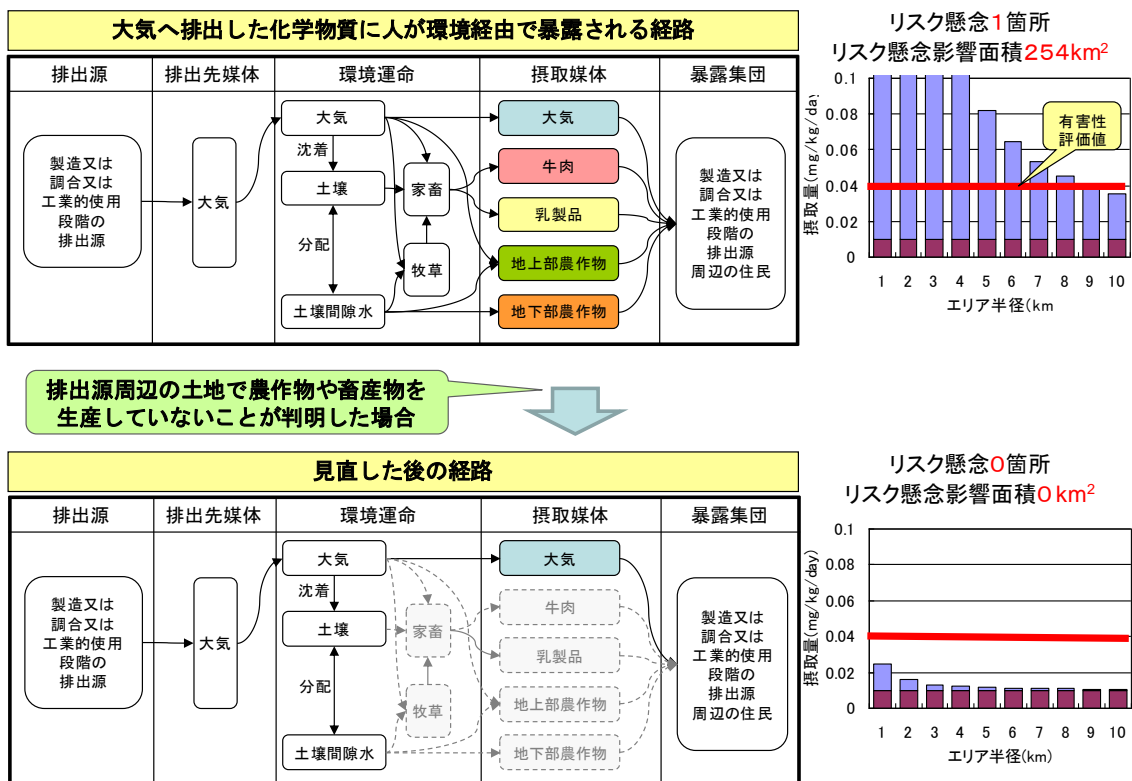 大気へ排出した化学物質に人が環境経由で暴露される経路
排出源
排出先媒体
環境運命
摂取媒体
暴露集団
製造又は
調合又は
工業的使用
段階の
排出源
大気
大気
沈着
土壌
分配
土壌間隙水
家畜
牧草
大気
牛肉
乳製品
地上部農作物
地下部農作物
製造又は
調合又は
工業的使用
段階の
排出源
周辺の住民
リスク懸念1箇所
リスク懸念影響面積254km²
摂取量(mg/kg/day)
0.1
0.08
0.06
0.04
0.02
0
有害性
評価値
1 2 3 4 5 6 7 8 9 10
エリア半径(km
排出源周辺の土地で農作物や畜産物を
生産していないことが判明した場合
見直した後の経路
排出源
排出先媒体
環境運命
摂取媒体
暴露集団
製造又は
調合又は
工業的使用
段階の
排出源
大気
大気
沈着
土壌
分配
土壌間隙水
家畜
牧草
大気
牛肉
乳製品
地上部農作物
地下部農作物
製造又は
調合又は
工業的使用
段階の
排出源
周辺の住民
リスク懸念0箇所
リスク懸念影響面積0km²
摂取量(mg/kg/day)
0.1
0.08
0.06
0.04
0.02
0
1 2 3 4 5 6 7 8 9 10
エリア半径(km)